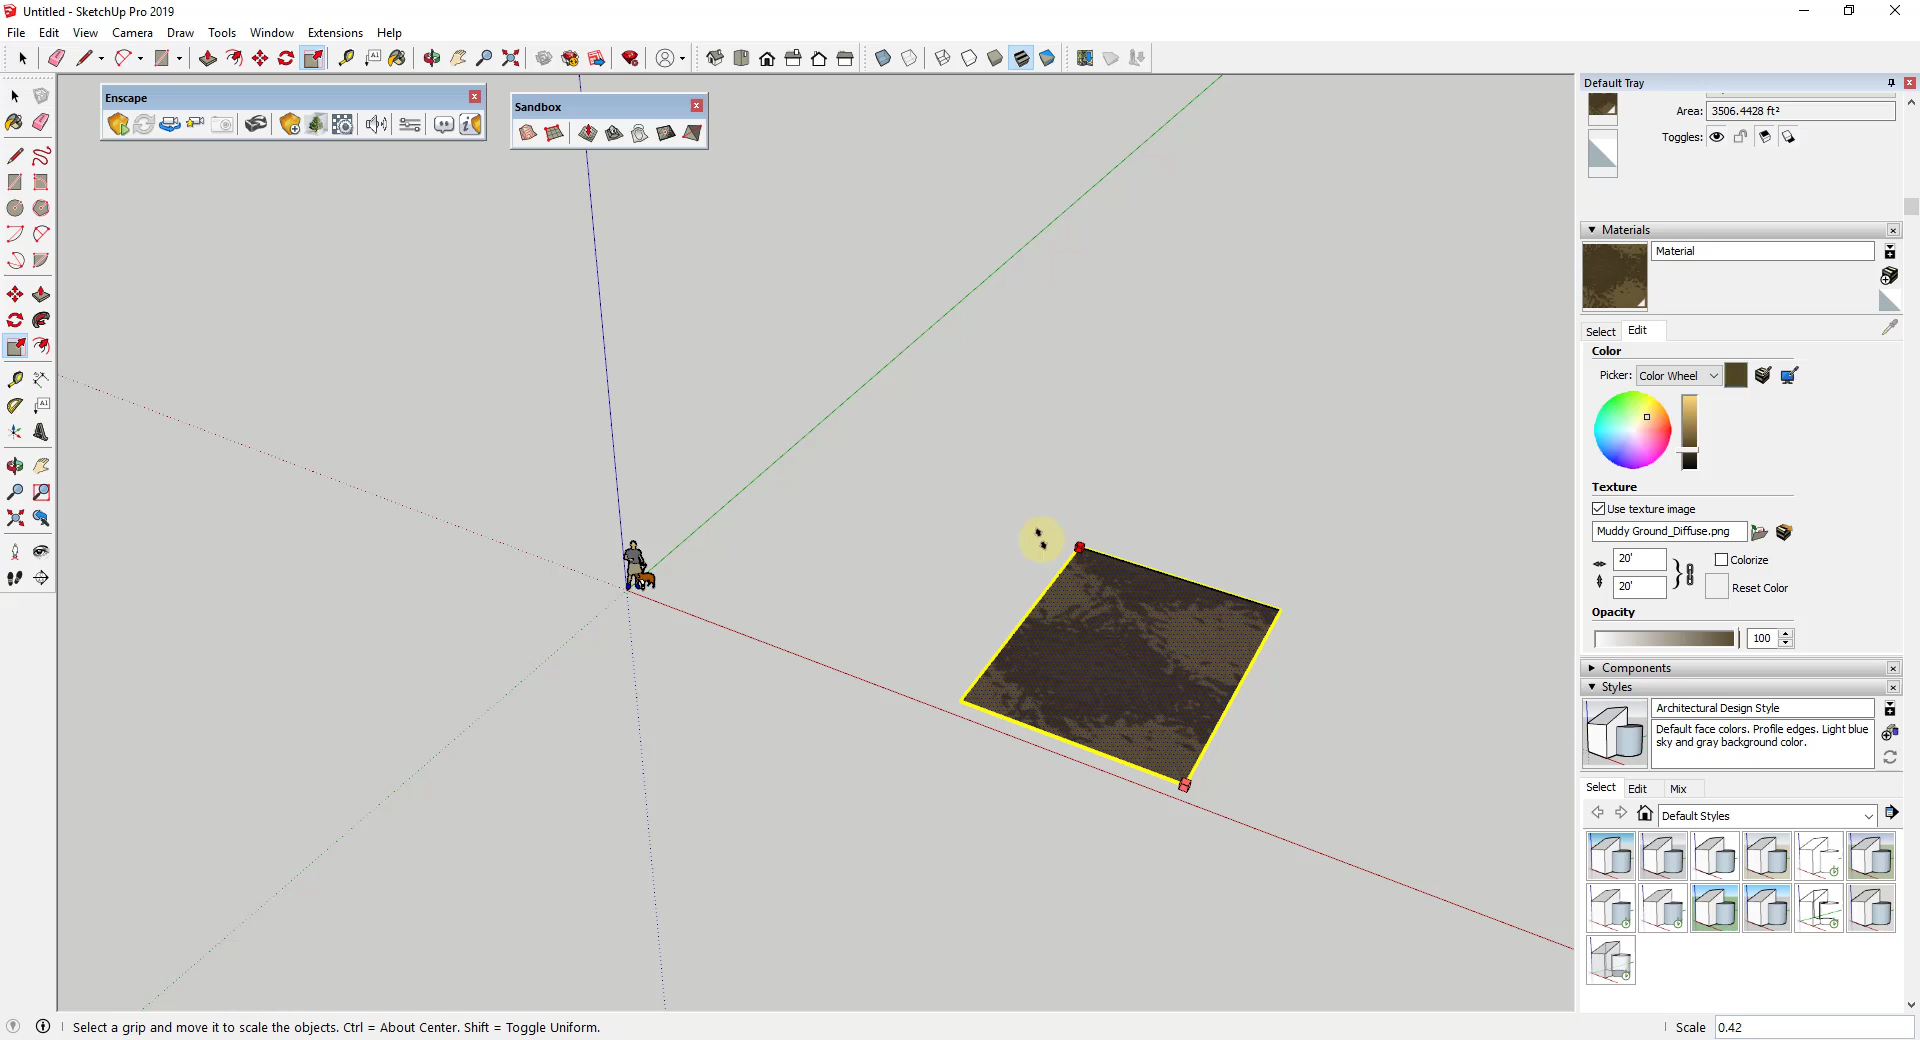 Untitled - SketchUp Pro 2019
File Edit View Camera Draw Tools Window Extensions Help
Enscape
Sandbox
Default Tray
Area: 3506.4428 ft²
Toggles:
Materials
Material
Select Edit
Color
Picker: Color Wheel
Texture
Use texture image
Muddy Ground_Diffuse.png
20' Colorize
20' Reset Color
Opacity
100
Components
Styles
Architectural Design Style
Default face colors. Profile edges. Light blue
sky and gray background color.
Select Edit Mix
Default Styles
Select a grip and move it to scale the objects. Ctrl = About Center. Shift = Toggle Uniform.
Scale 0.42